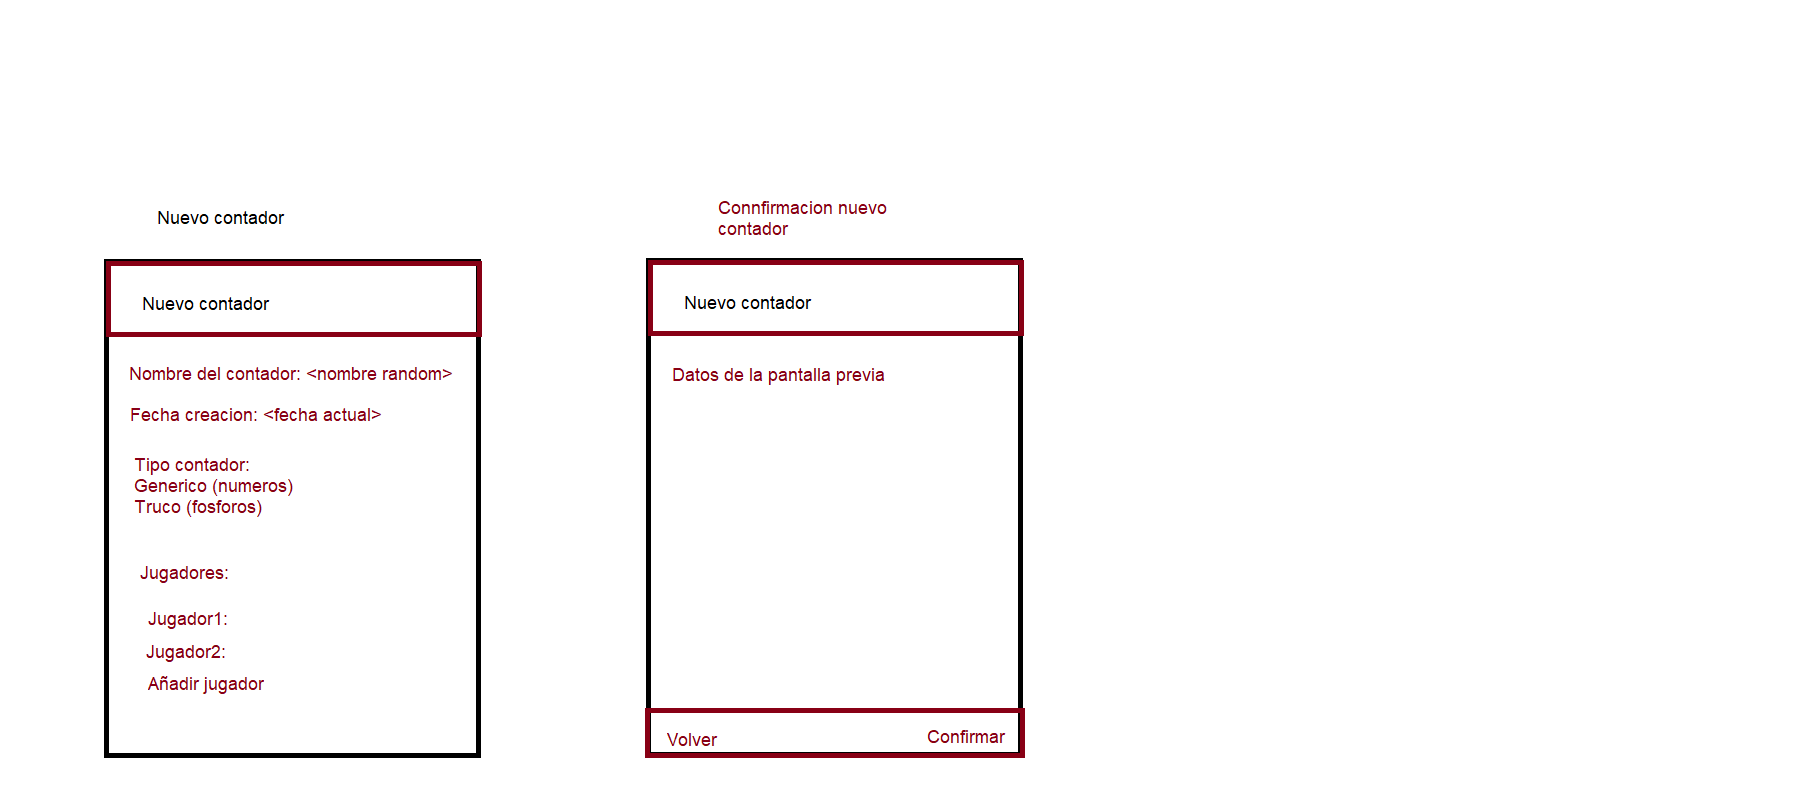 Nuevo contador
Nuevo contador
Nombre del contador: <nombre random>
Fecha creacion: <fecha actual>
Tipo contador:
Generico (numeros)
Truco (fosforos)
Jugadores:
Jugador1:
Jugador2:
Añadir jugador
Connfirmacion nuevo
contador
Nuevo contador
Datos de la pantalla previa
Volver
Confirmar